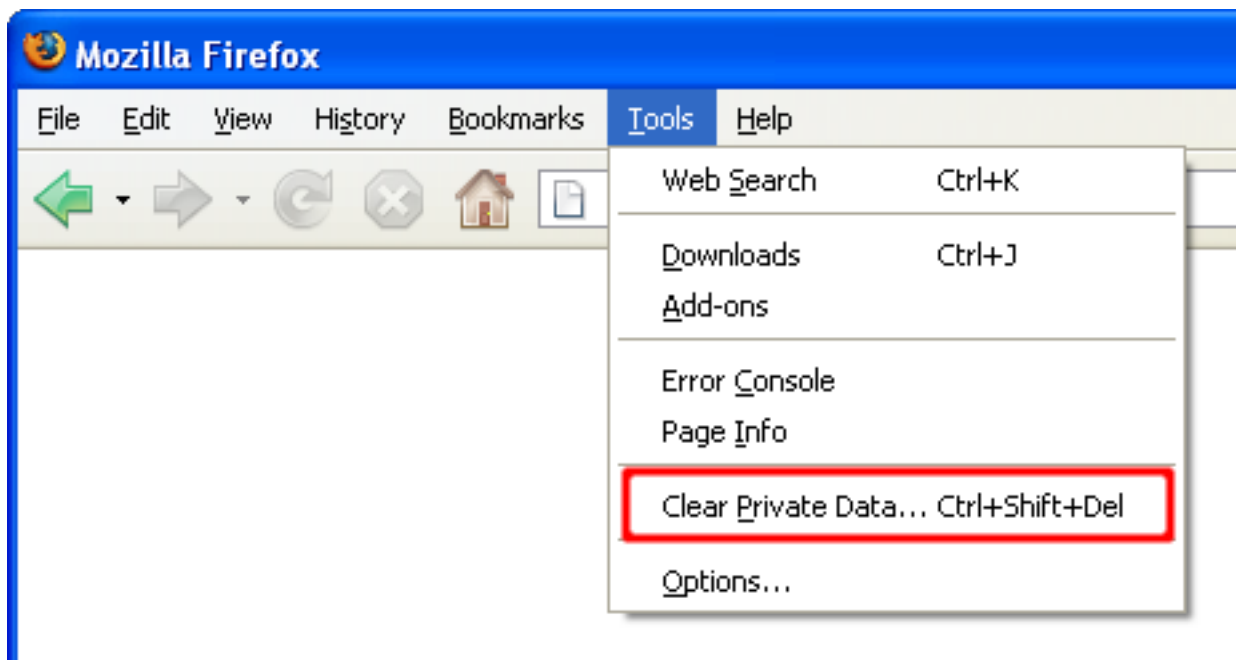 Mozilla Firefox
File Edit View History Bookmarks Tools Help
Web Search Ctrl+K
Downloads Ctrl+J
Add-ons
Error Console
Page Info
Clear Private Data... Ctrl+Shift+Del
Options...